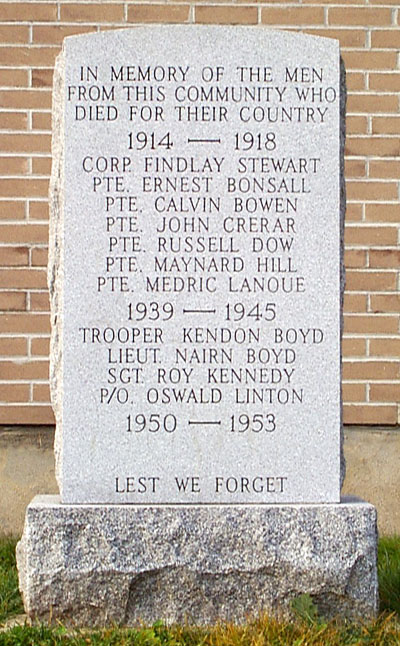 IN MEMORY OF THE MEN
FROM THIS COMMUNITY WHO
DIED FOR THEIR COUNTRY
1914 — 1918
CORP. FINDLAY STEWART
PTE. ERNEST BONSALL
PTE. CALVIN BOWEN
PTE. JOHN CRERAR
PTE. RUSSELL DOW
PTE. MAYNARD HILL
PTE. MEDRIC LANOUE
1939 — 1945
TROOPER KENDON BOYD
LIEUT. NAIRN BOYD
SGT. ROY KENNEDY
P/O. OSWALD LINTON
1950 — 1953
LEST WE FORGET